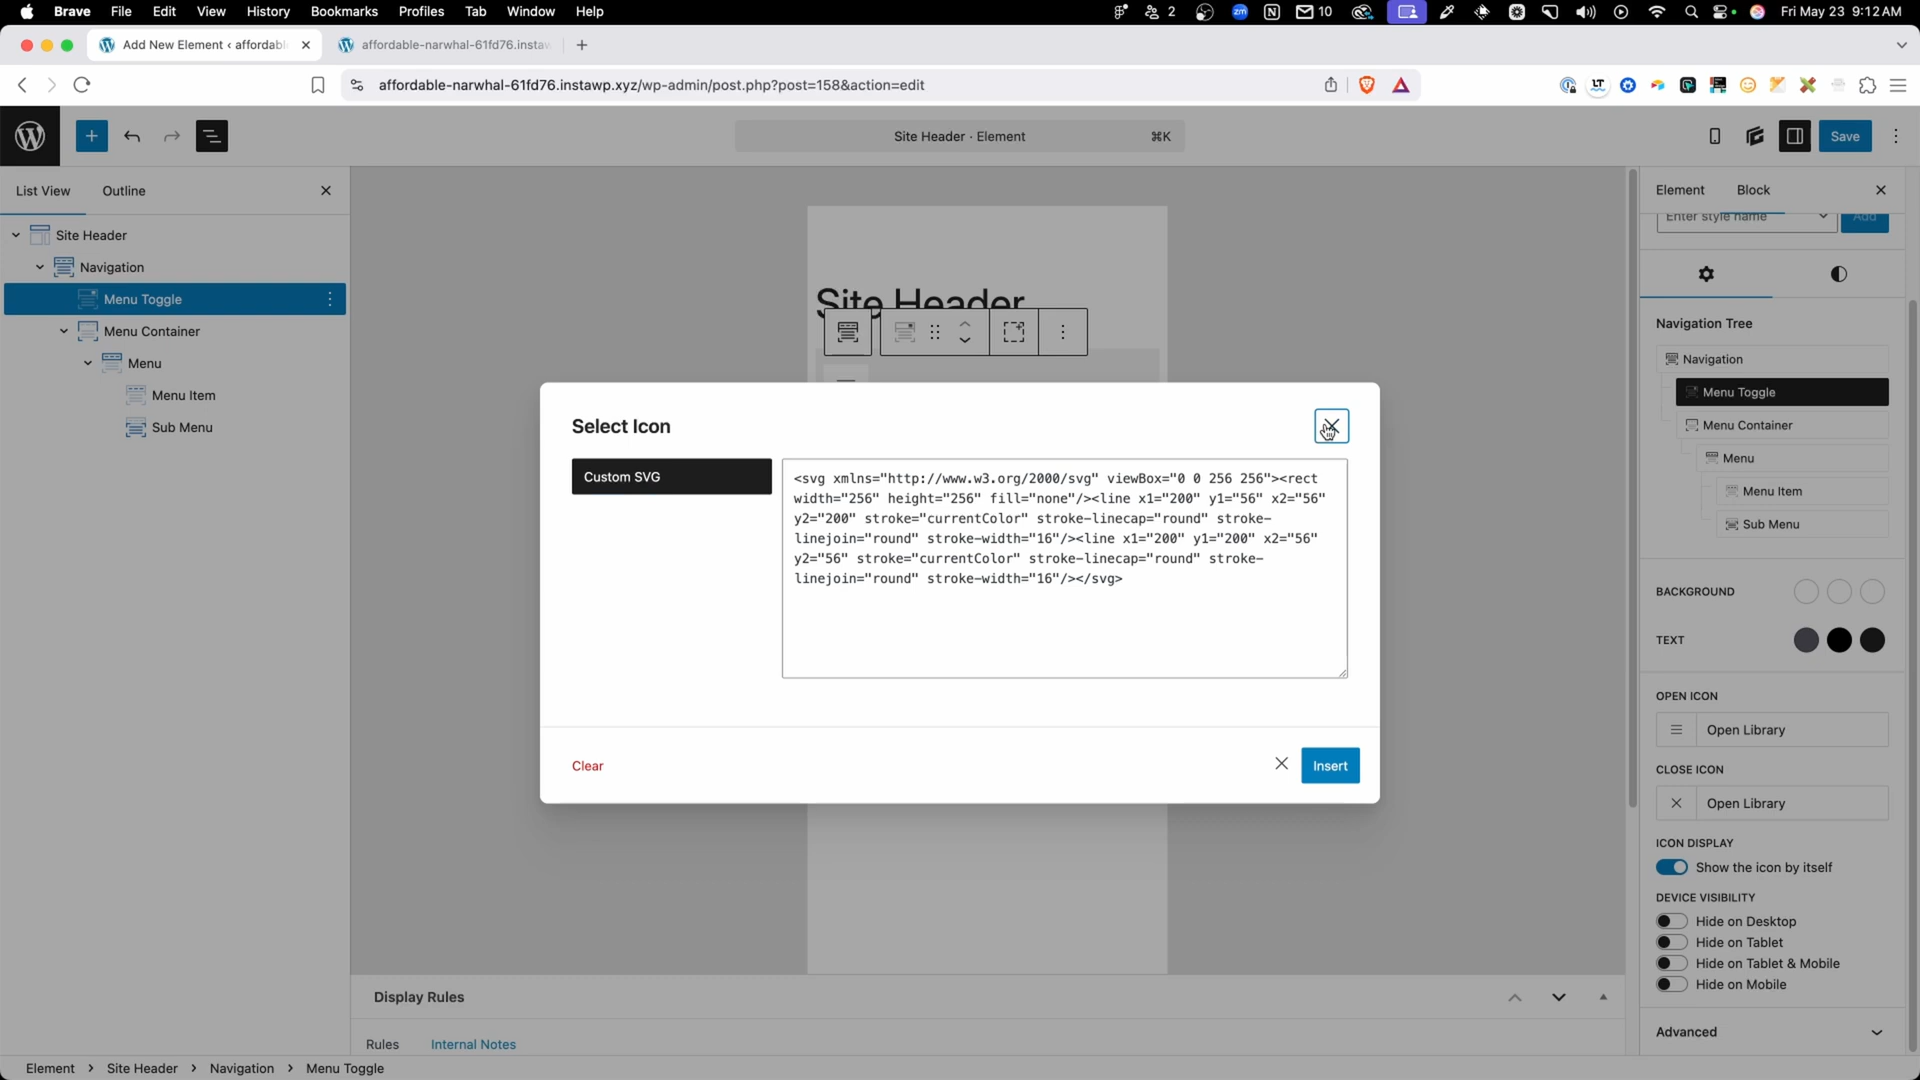 Brave File Edit View History Bookmarks Profiles Tab Window Help
2 zm 10 Fri May 23 9:12 AM
Add New Element ‹ affordab
affordable-narwhal-61fd76.instaw
affordable-narwhal-61fd76.instawp.xyz/wp-admin/post.php?post=158&action=edit
Site Header · Element ⌘K
Save
List View Outline
Site Header
Navigation
Menu Toggle
Menu Container
Menu
Menu Item
Sub Menu
Site Header
Select Icon
Custom SVG
<svg xmlns="http://www.w3.org/2000/svg" viewBox="0 0 256 256"><rect
width="256" height="256" fill="none"/><line x1="200" y1="56" x2="56"
y2="200" stroke="currentColor" stroke-linecap="round" stroke-
linejoin="round" stroke-width="16"/><line x1="200" y1="200" x2="56"
y2="56" stroke="currentColor" stroke-linecap="round" stroke-
linejoin="round" stroke-width="16"/></svg>
Clear
Insert
Display Rules
Rules Internal Notes
Element Block
Enter style name Add
Navigation Tree
Navigation
Menu Toggle
Menu Container
Menu
Menu Item
Sub Menu
BACKGROUND
TEXT
OPEN ICON
Open Library
CLOSE ICON
Open Library
ICON DISPLAY
Show the icon by itself
DEVICE VISIBILITY
Hide on Desktop
Hide on Tablet
Hide on Tablet & Mobile
Hide on Mobile
Advanced
Element > Site Header > Navigation > Menu Toggle